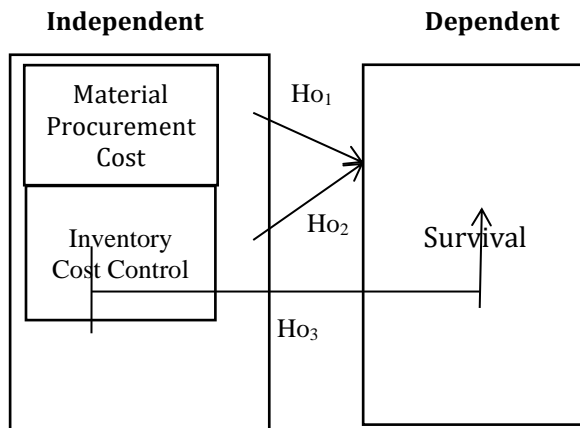 Independent
Dependent
Material
Procurement
Cost
Ho₁
Inventory
Cost Control
Ho₂
Survival
Ho₃